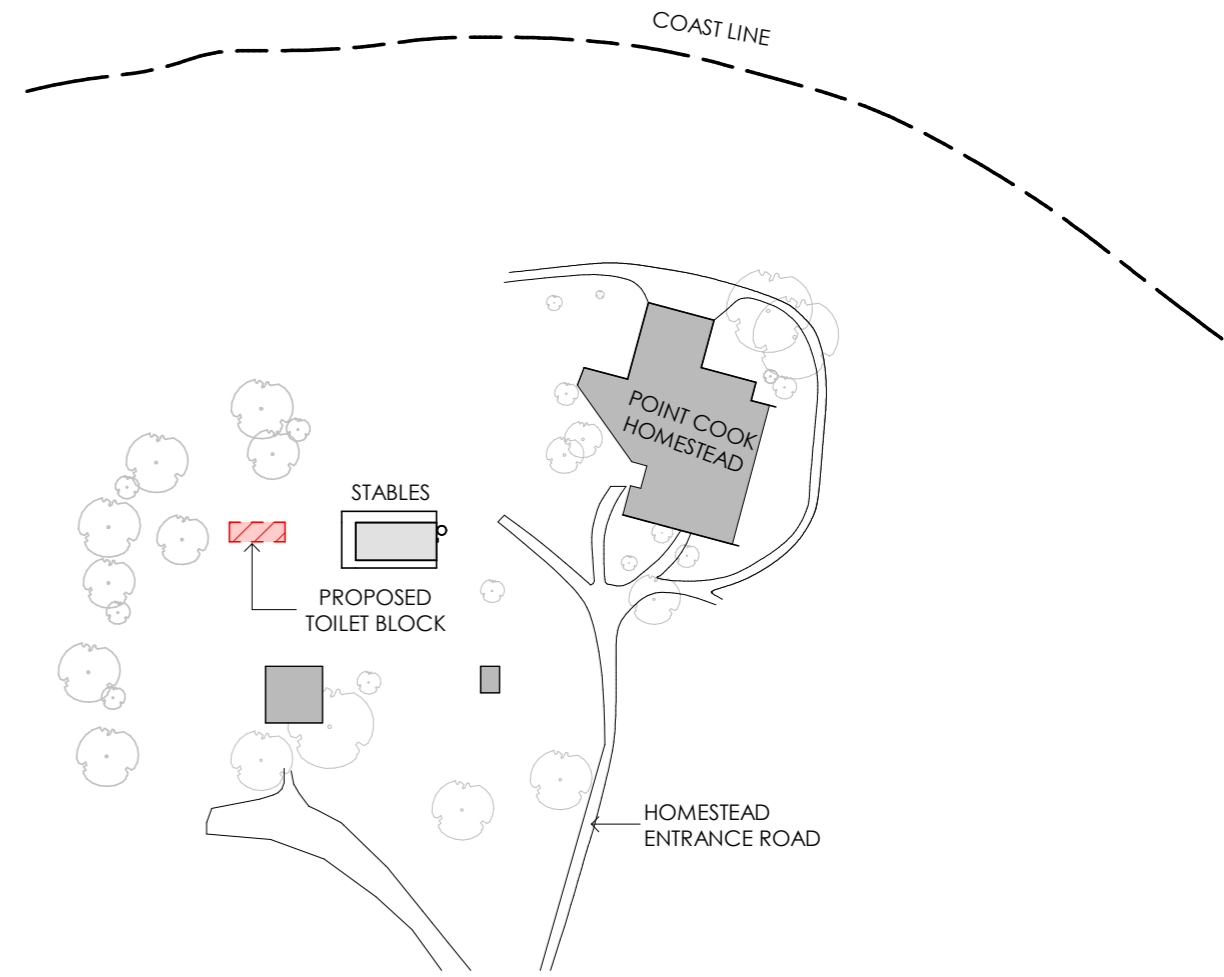 COAST LINE
POINT COOK
HOMESTEAD
STABLES
PROPOSED
TOILET BLOCK
HOMESTEAD
ENTRANCE ROAD